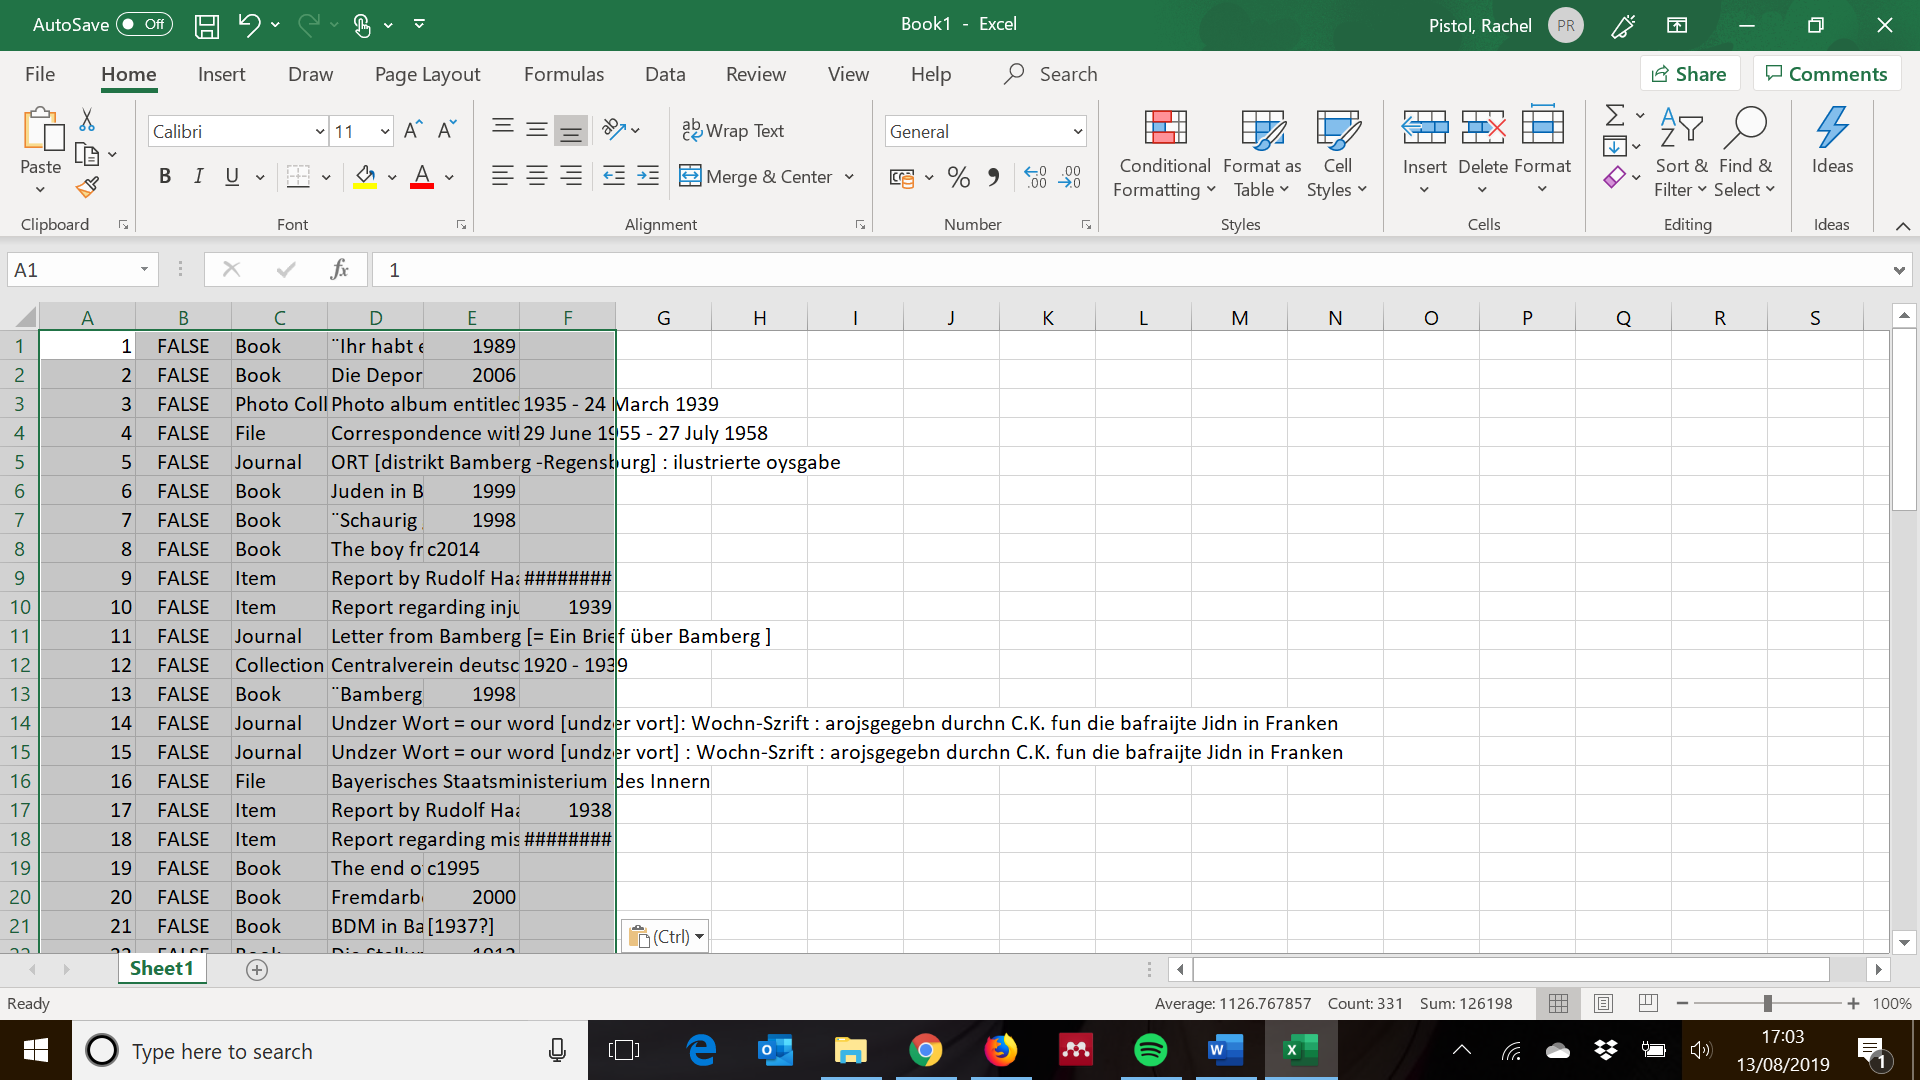 AutoSave Off Book1 - Excel Pistol, Rachel PR
File Home Insert Draw Page Layout Formulas Data Review View Help Search Share Comments
Calibri 11 Wrap Text General
Paste Conditional Formatting Format as Table Cell Styles Insert Delete Format Sort & Filter Find & Select Ideas
B I U Merge & Center
Clipboard Font Alignment Number Styles Cells Editing Ideas
A1 fx 1
A B C D E F G H I J K L M N O P Q R S
1 1 FALSE Book ¨Ihr habt 1989
2 2 FALSE Book Die Depor 2006
3 3 FALSE Photo Coll Photo album entitled 1935 - 24 March 1939
4 4 FALSE File Correspondence with 29 June 1955 - 27 July 1958
5 5 FALSE Journal ORT [distrikt Bamberg -Regensburg] : ilustrierte oysgabe
6 6 FALSE Book Juden in B 1999
7 7 FALSE Book ¨Schaurig 1998
8 8 FALSE Book The boy fr c2014
9 9 FALSE Item Report by Rudolf Haa ########
10 10 FALSE Item Report regarding inju 1939
11 11 FALSE Journal Letter from Bamberg [= Ein Brief über Bamberg ]
12 12 FALSE Collection Centralverein deutsc 1920 - 1939
13 13 FALSE Book ¨Bamberg 1998
14 14 FALSE Journal Undzer Wort = our word [undzer vort]: Wochn-Szrift : arojsgegebn durchn C.K. fun die bafraijte Jidn in Franken
15 15 FALSE Journal Undzer Wort = our word [undzer vort] : Wochn-Szrift : arojsgegebn durchn C.K. fun die bafraijte Jidn in Franken
16 16 FALSE File Bayerisches Staatsministerium des Innern
17 17 FALSE Item Report by Rudolf Haa 1938
18 18 FALSE Item Report regarding mis ########
19 19 FALSE Book The end o c1995
20 20 FALSE Book Fremdarb 2000
21 21 FALSE Book BDM in Ba [1937?]
(Ctrl)
Sheet1
Ready Average: 1126.767857 Count: 331 Sum: 126198 100%
Type here to search 17:03
13/08/2019 1